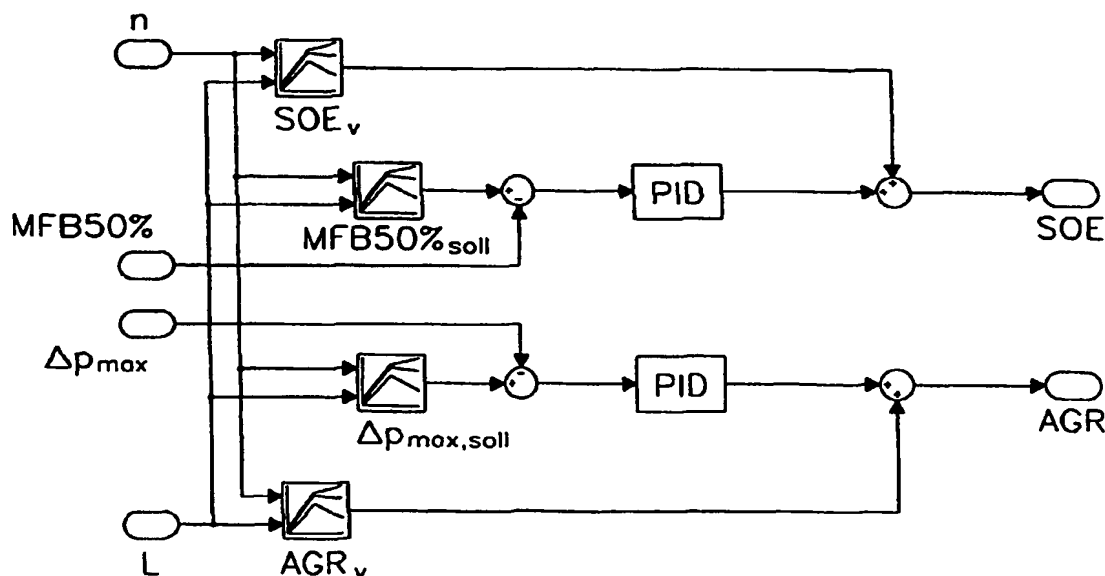 n
SOEᵥ
PID
MFB50%
MFB50%soll
SOE
Δpmax
PID
Δpmax,soll
AGR
L
AGRᵥ